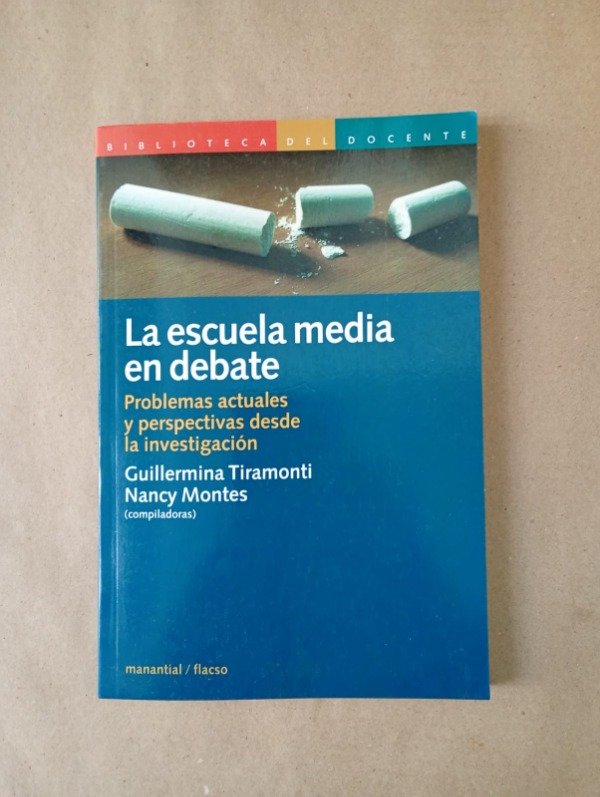 BIBLIOTECA DEL DOCENTE
La escuela media
en debate
Problemas actuales
y perspectivas desde
la investigación
Guillermina Tiramonti
Nancy Montes
(compiladoras)
manantial / flacso